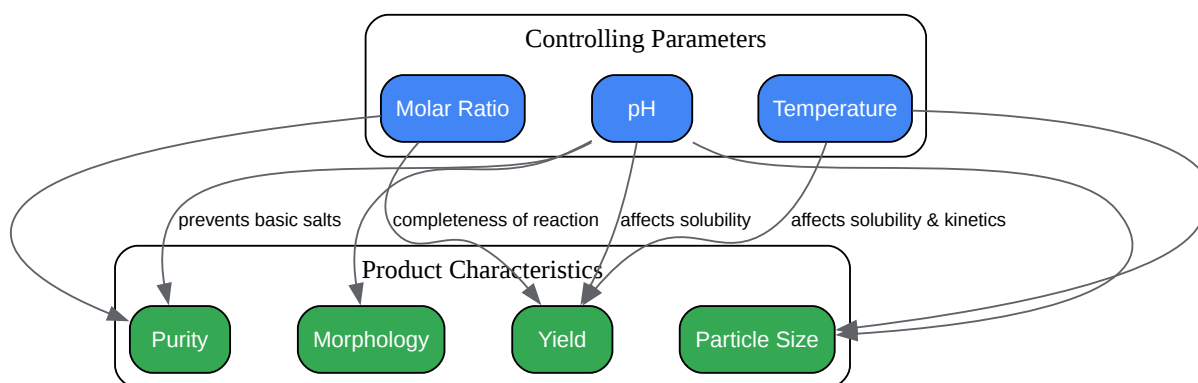 Controlling Parameters
Molar Ratio
pH
Temperature
prevents basic salts
completeness of reaction
affects solubility
affects solubility & kinetics
Product Characteristics
Purity
Morphology
Yield
Particle Size